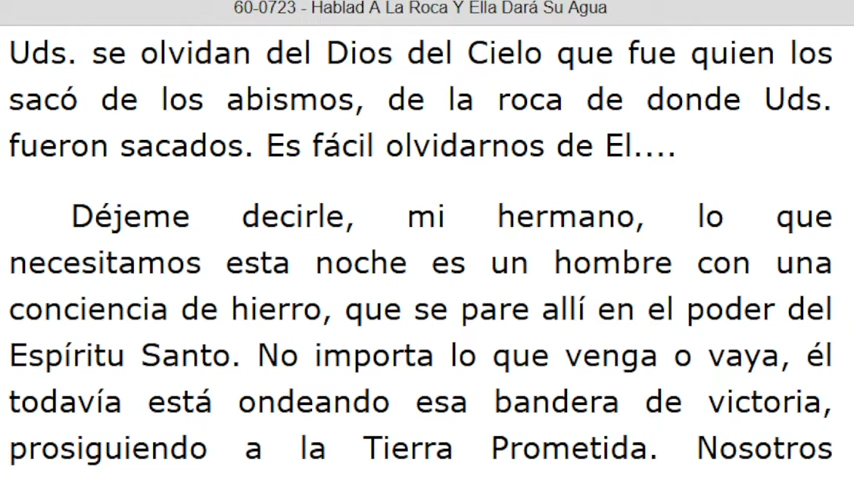 60-0723 - Hablad A La Roca Y Ella Dará Su Agua
Uds. se olvidan del Dios del Cielo que fue quien los
sacó de los abismos, de la roca de donde Uds.
fueron sacados. Es fácil olvidarnos de El....
Déjeme decirle, mi hermano, lo que
necesitamos esta noche es un hombre con una
conciencia de hierro, que se pare allí en el poder del
Espíritu Santo. No importa lo que venga o vaya, él
todavía está ondeando esa bandera de victoria,
prosiguiendo a la Tierra Prometida. Nosotros